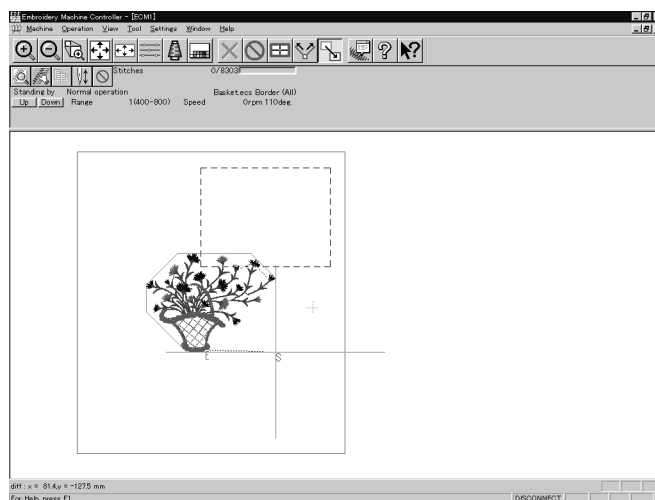 Embroidery Machine Controller - [ECM1]
Machine Operation View Tool Settings Window Help
Stitches 0/8303
Standing by Normal operation Basket.ecs Border (All)
Up Down Range 1(400-800) Speed 0rpm 110deg.
E S
diff : x = 81.4,y = -127.5 mm
For Help, press F1 DISCONNECT